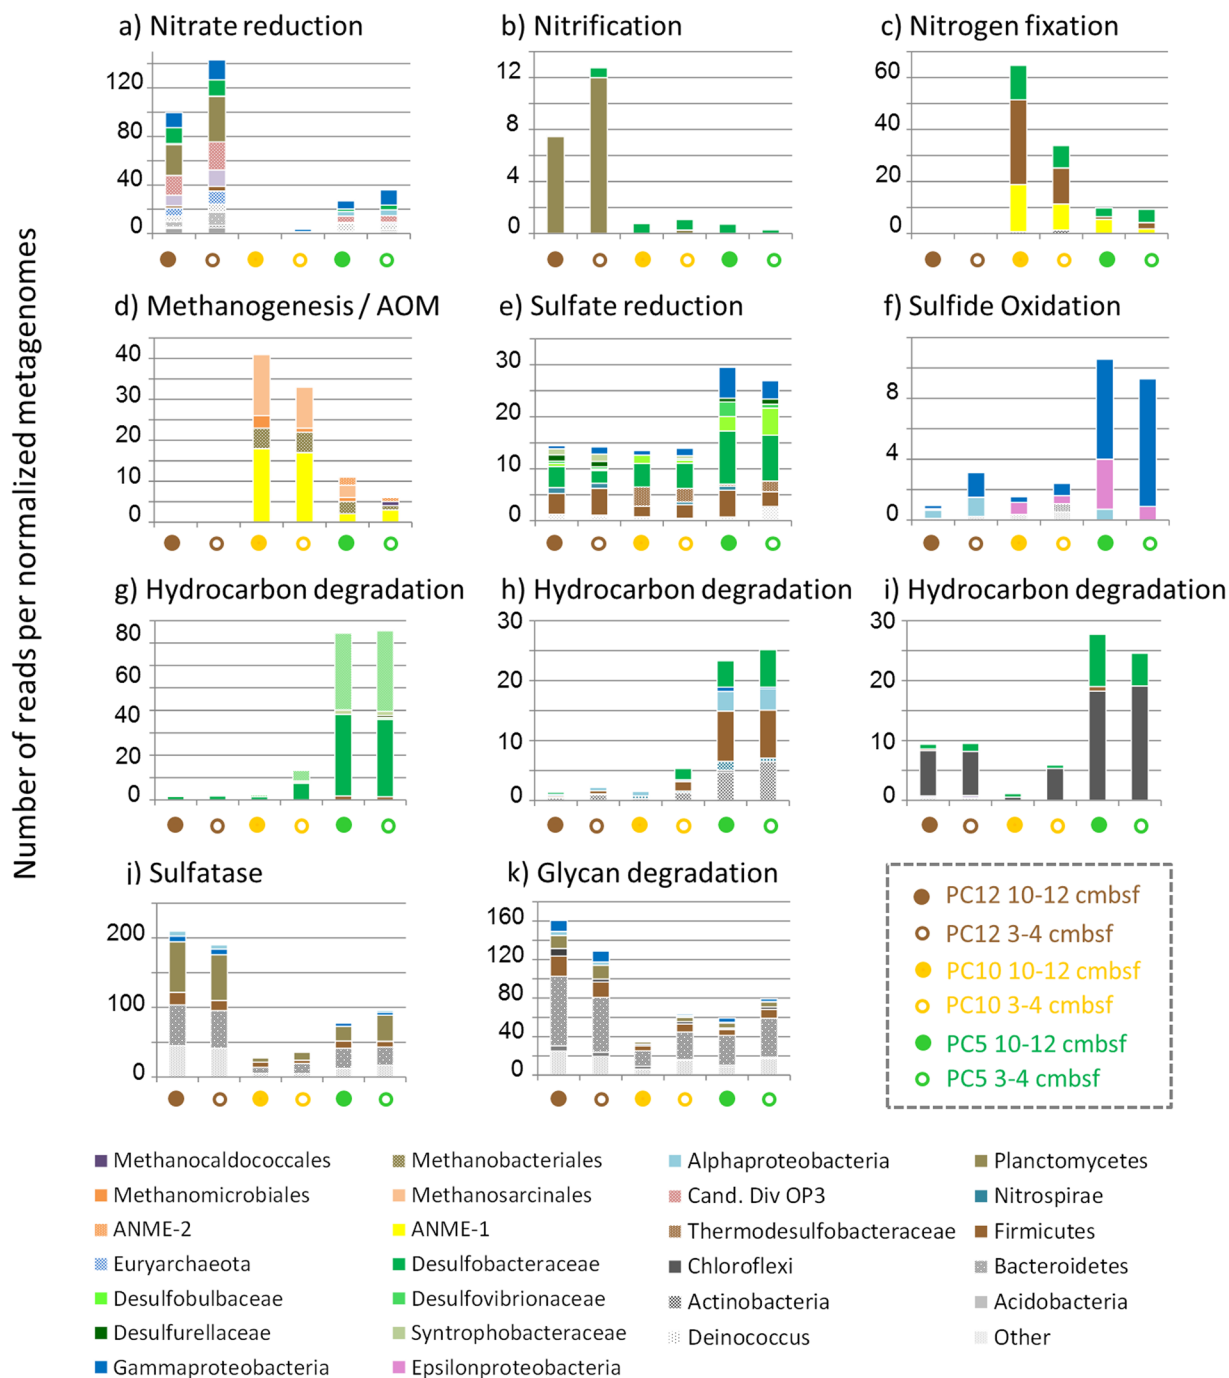 a) Nitrate reduction
b) Nitrification
c) Nitrogen fixation
120
80
40
0
12
8
4
0
60
40
20
0
d) Methanogenesis / AOM
e) Sulfate reduction
f) Sulfide Oxidation
40
30
20
10
0
30
20
10
0
8
4
0
g) Hydrocarbon degradation
h) Hydrocarbon degradation
i) Hydrocarbon degradation
80
60
40
20
0
30
20
10
0
30
20
10
0
j) Sulfatase
k) Glycan degradation
200
100
0
160
120
80
40
0
Number of reads per normalized metagenomes
PC12 10-12 cmbsf
PC12 3-4 cmbsf
PC10 10-12 cmbsf
PC10 3-4 cmbsf
PC5 10-12 cmbsf
PC5 3-4 cmbsf
Methanocaldococcales
Methanobacteriales
Alphaproteobacteria
Planctomycetes
Methanomicrobiales
Methanosarcinales
Cand. Div OP3
Nitrospirae
ANME-2
ANME-1
Thermodesulfobacteraceae
Firmicutes
Euryarchaeota
Desulfobacteraceae
Chloroflexi
Bacteroidetes
Desulfobulbaceae
Desulfovibrionaceae
Actinobacteria
Acidobacteria
Desulfurellaceae
Syntrophobacteraceae
Deinococcus
Other
Gammaproteobacteria
Epsilonproteobacteria